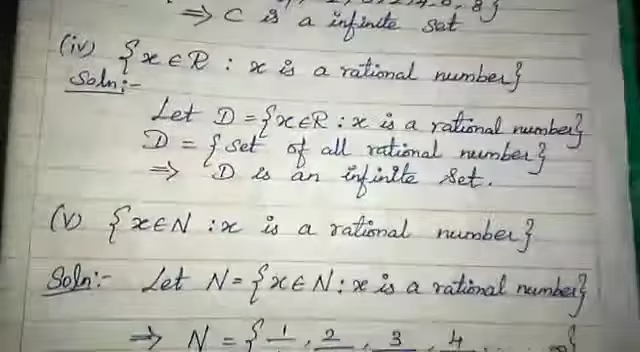 ⇒ C is a infinite set
(iv) {x ∈ R : x is a rational number}
Soln:-
Let D = {x ∈ R : x is a rational number}
D = {set of all rational number}
⇒ D is an infinite set.
(v) {x ∈ N : x is a rational number}
Soln:- Let N = {x ∈ N : x is a rational number}
⇒ N = {1, 2, 3, 4 ... ∞}